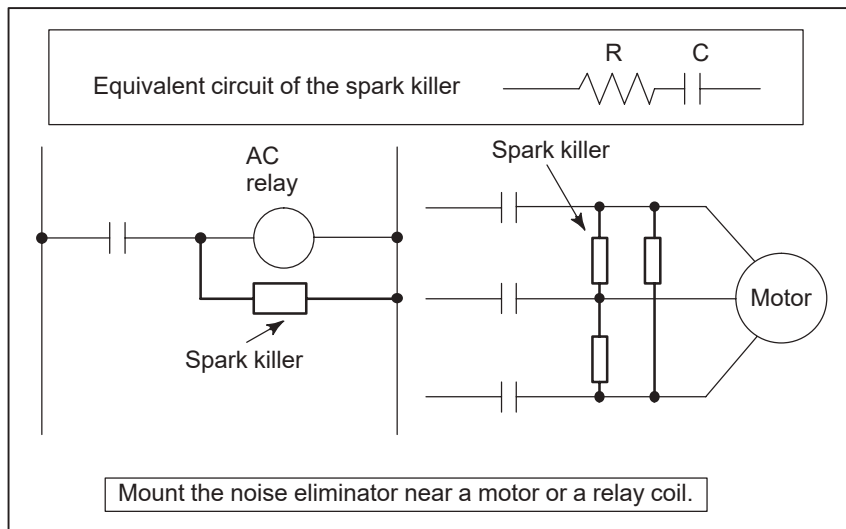 R C
Equivalent circuit of the spark killer
AC
relay
Spark killer
Spark killer
Motor
Mount the noise eliminator near a motor or a relay coil.